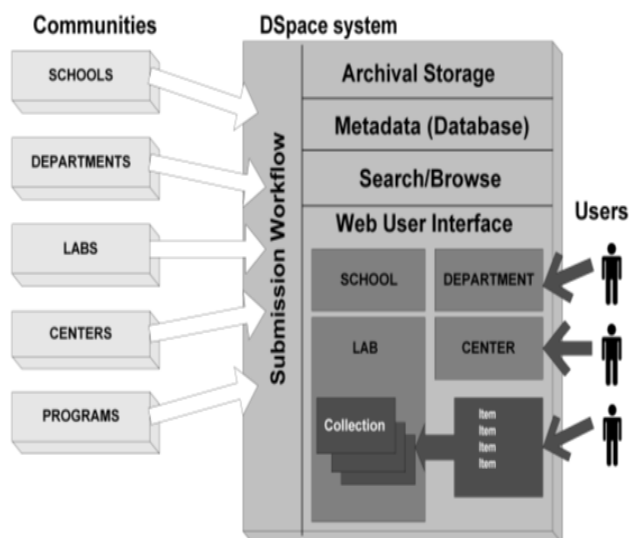 Communities
DSpace system
SCHOOLS
DEPARTMENTS
LABS
CENTERS
PROGRAMS
Submission Workflow
Archival Storage
Metadata (Database)
Search/Browse
Web User Interface
SCHOOL
DEPARTMENT
LAB
CENTER
Collection
Item
Item
Item
Item
Users